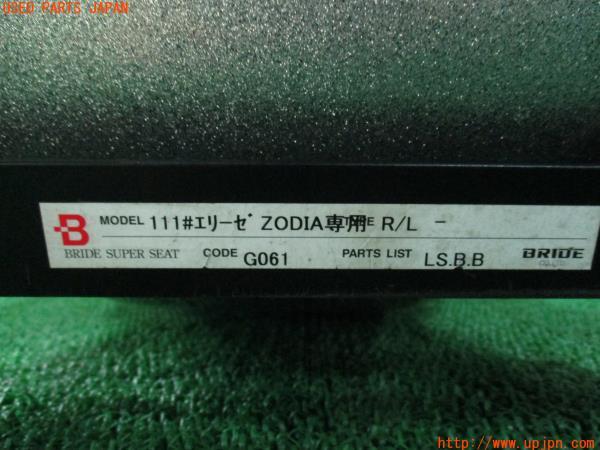 USED PARTS JAPAN
B MODEL 111#エリーゼ ZODIA専用 R/L -
BRIDE SUPER SEAT CODE G061 PARTS LIST LS.B.B BRIDE
http://www.upjpn.com